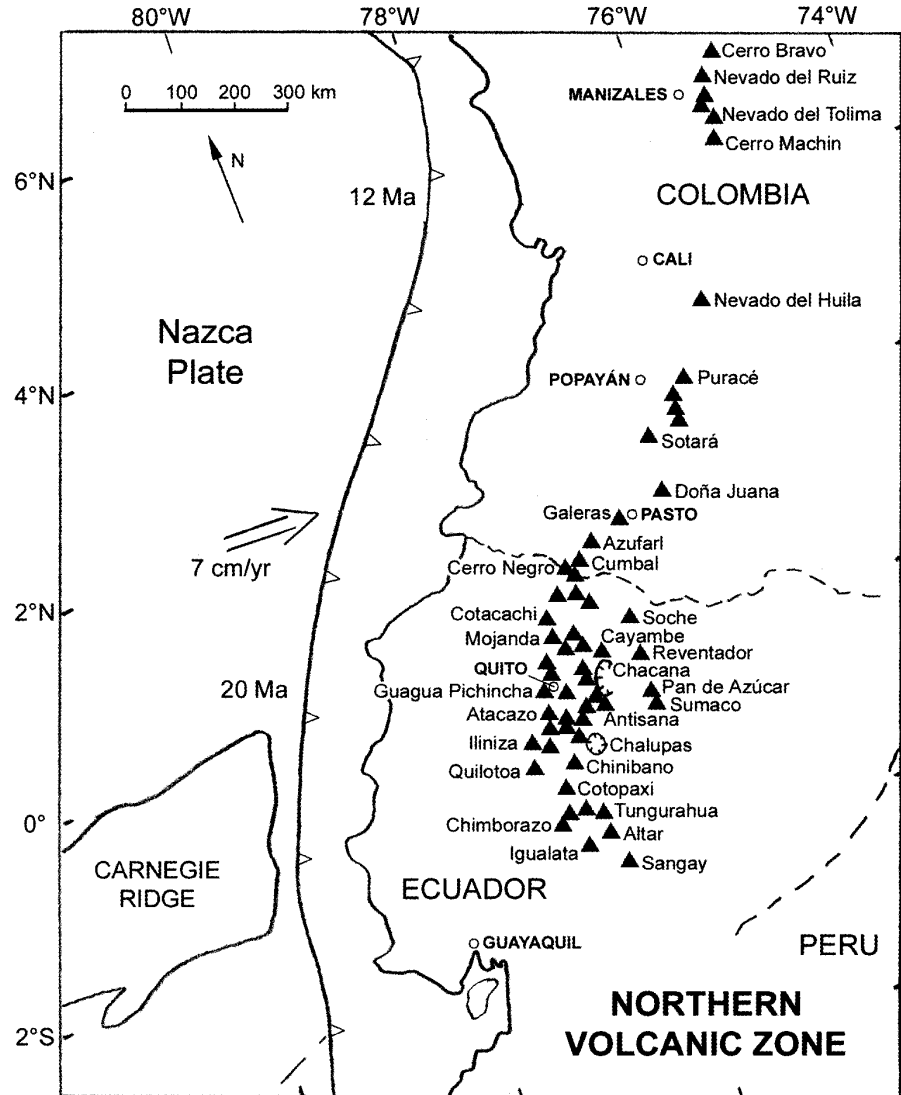 80°W 78°W 76°W 74°W
Cerro Bravo
Nevado del Ruiz
0 100 200 300 km
MANIZALES
Nevado del Tolima
N
Cerro Machin
6°N
12 Ma
COLOMBIA
CALI
Nevado del Huila
Nazca
Plate
POPAYÁN
Puracé
4°N
Sotará
Doña Juana
Galeras
PASTO
Azufarl
7 cm/yr
Cerro Negro
Cumbal
2°N
Cotacachi
Soche
Mojanda
Cayambe
Reventador
QUITO
Chacana
20 Ma
Guagua Pichincha
Pan de Azúcar
Sumaco
Atacazo
Antisana
Iliniza
Chalupas
Quilotoa
Chinibano
Cotopaxi
0°
Chimborazo
Tungurahua
Altar
Igualata
Sangay
CARNEGIE
RIDGE
ECUADOR
GUAYAQUIL
PERU
NORTHERN
VOLCANIC ZONE
2°S